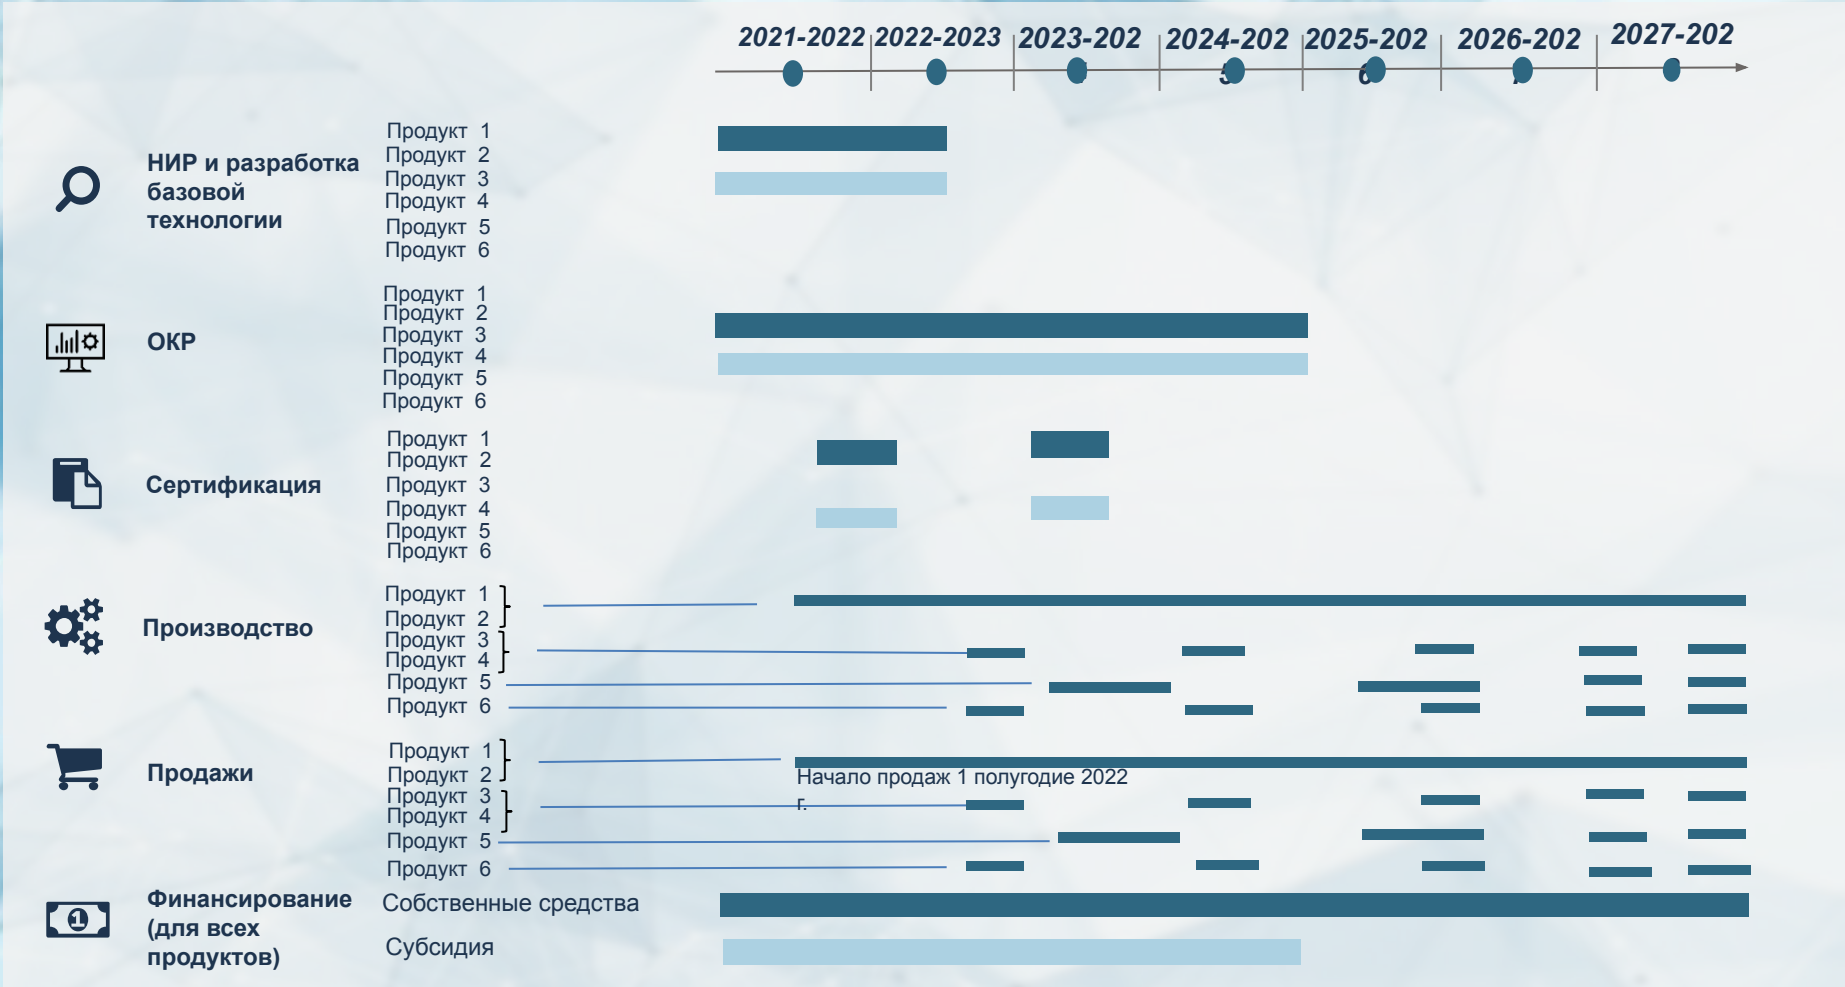 2021-2022
2022-2023
2023-202
2024-202
5
2025-202
6
2026-202
2027-202
НИР и разработка
базовой
технологии
Продукт 1
Продукт 2
Продукт 3
Продукт 4
Продукт 5
Продукт 6
ОКР
Продукт 1
Продукт 2
Продукт 3
Продукт 4
Продукт 5
Продукт 6
Сертификация
Продукт 1
Продукт 2
Продукт 3
Продукт 4
Продукт 5
Продукт 6
Производство
Продукт 1
Продукт 2
Продукт 3
Продукт 4
Продукт 5
Продукт 6
Продажи
Продукт 1
Продукт 2
Продукт 3
Продукт 4
Продукт 5
Продукт 6
Начало продаж 1 полугодие 2022
г.
Финансирование
(для всех
продуктов)
Собственные средства
Субсидия
1